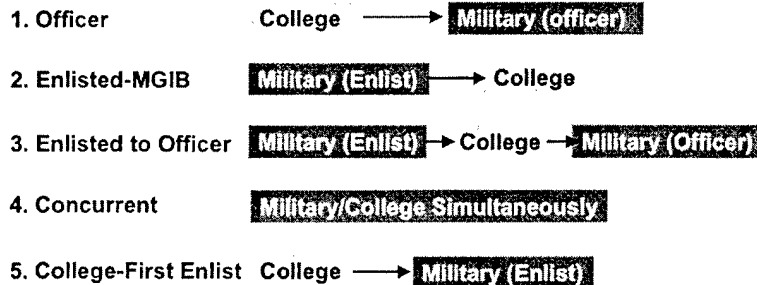 1. Officer College Military (officer)
2. Enlisted-MGIB Military (Enlist) College
3. Enlisted to Officer Military (Enlist) College Military (Officer)
4. Concurrent Military/College Simultaneously
5. College-First Enlist College Military (Enlist)